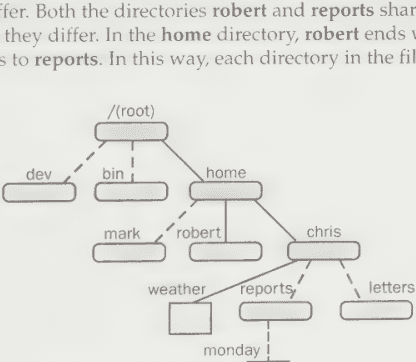 ffer. Both the directories robert and reports shar
they differ. In the home directory, robert ends w
s to reports. In this way, each directory in the fil
/(root)
dev bin home
mark robert chris
weather reports letters
monday